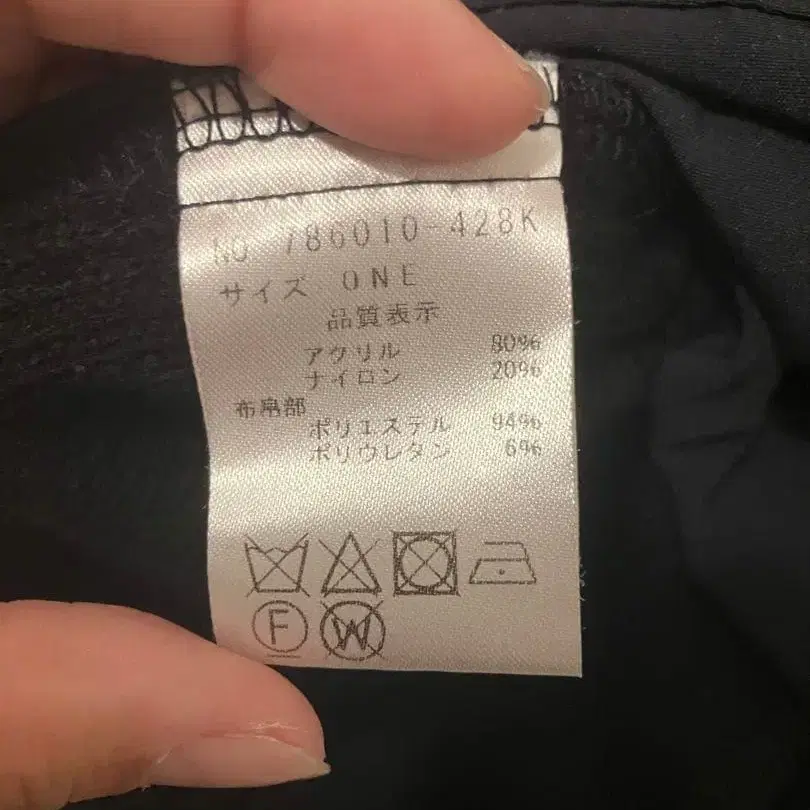 NO 786010-428K
サイズ ONE
品質表示
アクリル 80%
ナイロン 20%
布帛部
ポリエステル 94%
ポリウレタン 6%
F
W